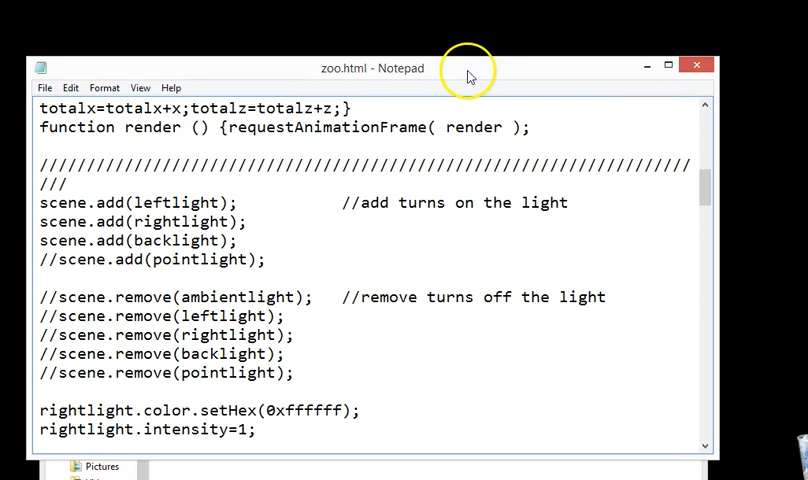 zoo.html - Notepad
File Edit Format View Help
totalx=totalx+x;totalz=totalz+z;}
function render () {requestAnimationFrame( render );
/////////////////////////////////////////////////////////////////////
///
scene.add(leftlight); //add turns on the light
scene.add(rightlight);
scene.add(backlight);
//scene.add(pointlight);
//scene.remove(ambientlight); //remove turns off the light
//scene.remove(leftlight);
//scene.remove(rightlight);
//scene.remove(backlight);
//scene.remove(pointlight);
rightlight.color.setHex(0xffffff);
rightlight.intensity=1;
Pictures